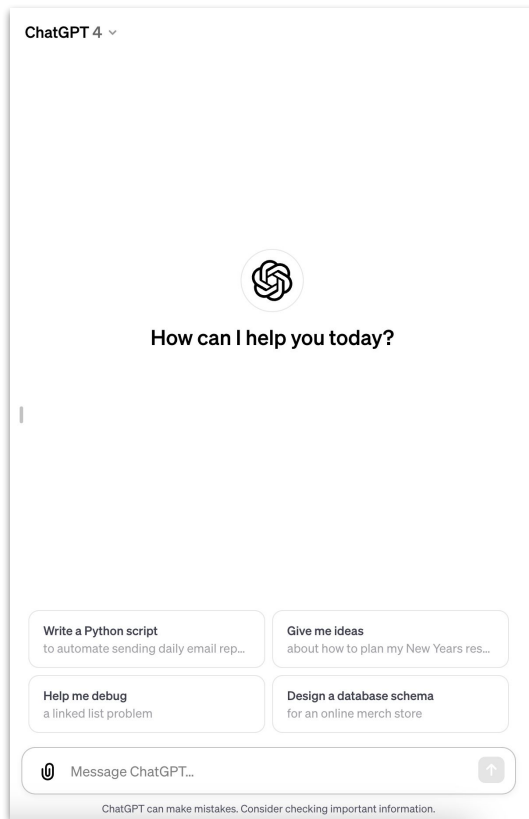 ChatGPT 4
How can I help you today?
Write a Python script
to automate sending daily email rep...
Give me ideas
about how to plan my New Years res...
Help me debug
a linked list problem
Design a database schema
for an online merch store
Message ChatGPT...
ChatGPT can make mistakes. Consider checking important information.